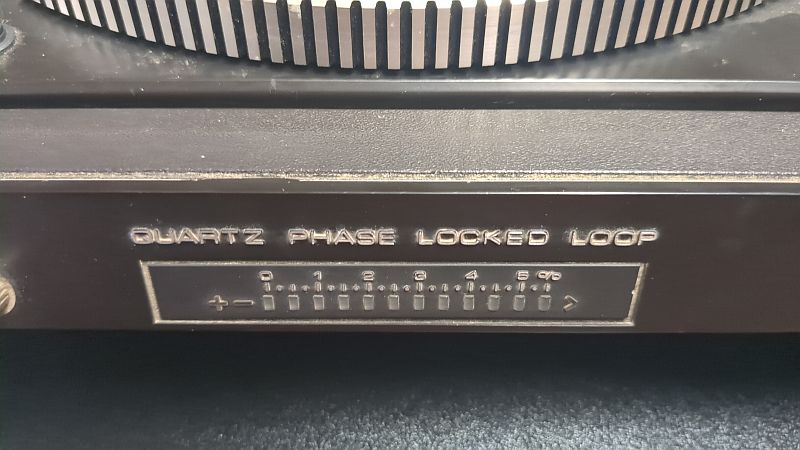 QUARTZ PHASE LOCKED LOOP
0 1 2 3 4 5 %
+ - >